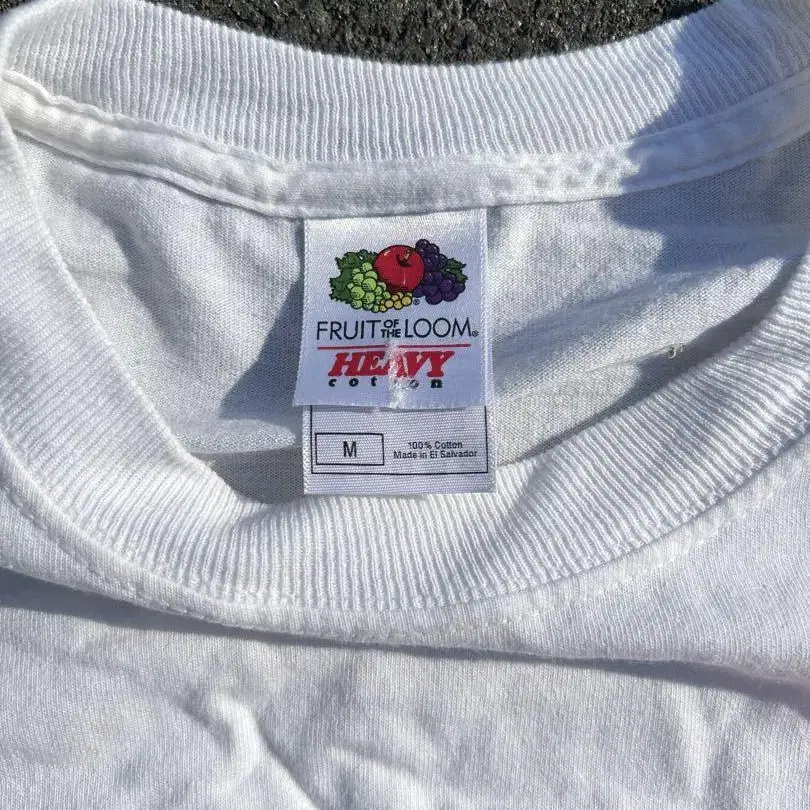 FRUIT OF THE LOOM®
HEAVY
cotton
M
100% Cotton
Made in El Salvador